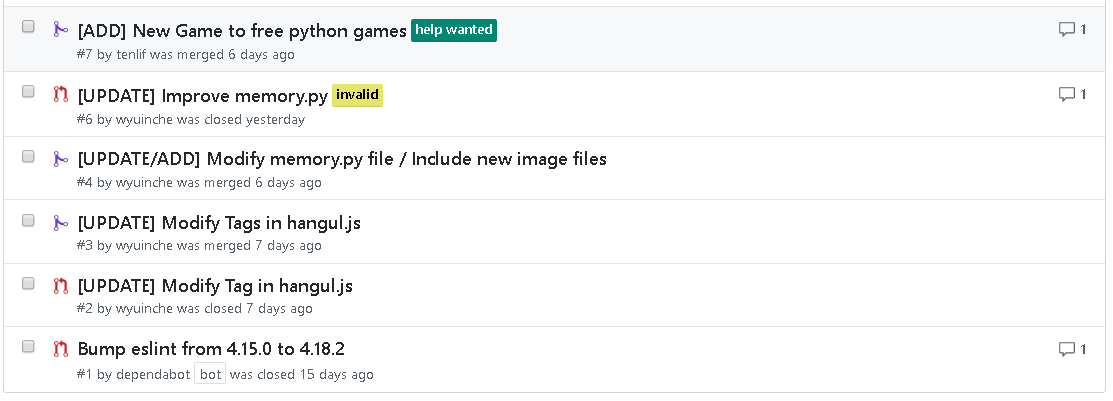 [ADD] New Game to free python games help wanted 1
#7 by tenlif was merged 6 days ago
[UPDATE] Improve memory.py invalid 1
#6 by wyuinche was closed yesterday
[UPDATE/ADD] Modify memory.py file / Include new image files
#4 by wyuinche was merged 6 days ago
[UPDATE] Modify Tags in hangul.js
#3 by wyuinche was merged 7 days ago
[UPDATE] Modify Tag in hangul.js
#2 by wyuinche was closed 7 days ago
Bump eslint from 4.15.0 to 4.18.2 1
#1 by dependabot bot was closed 15 days ago